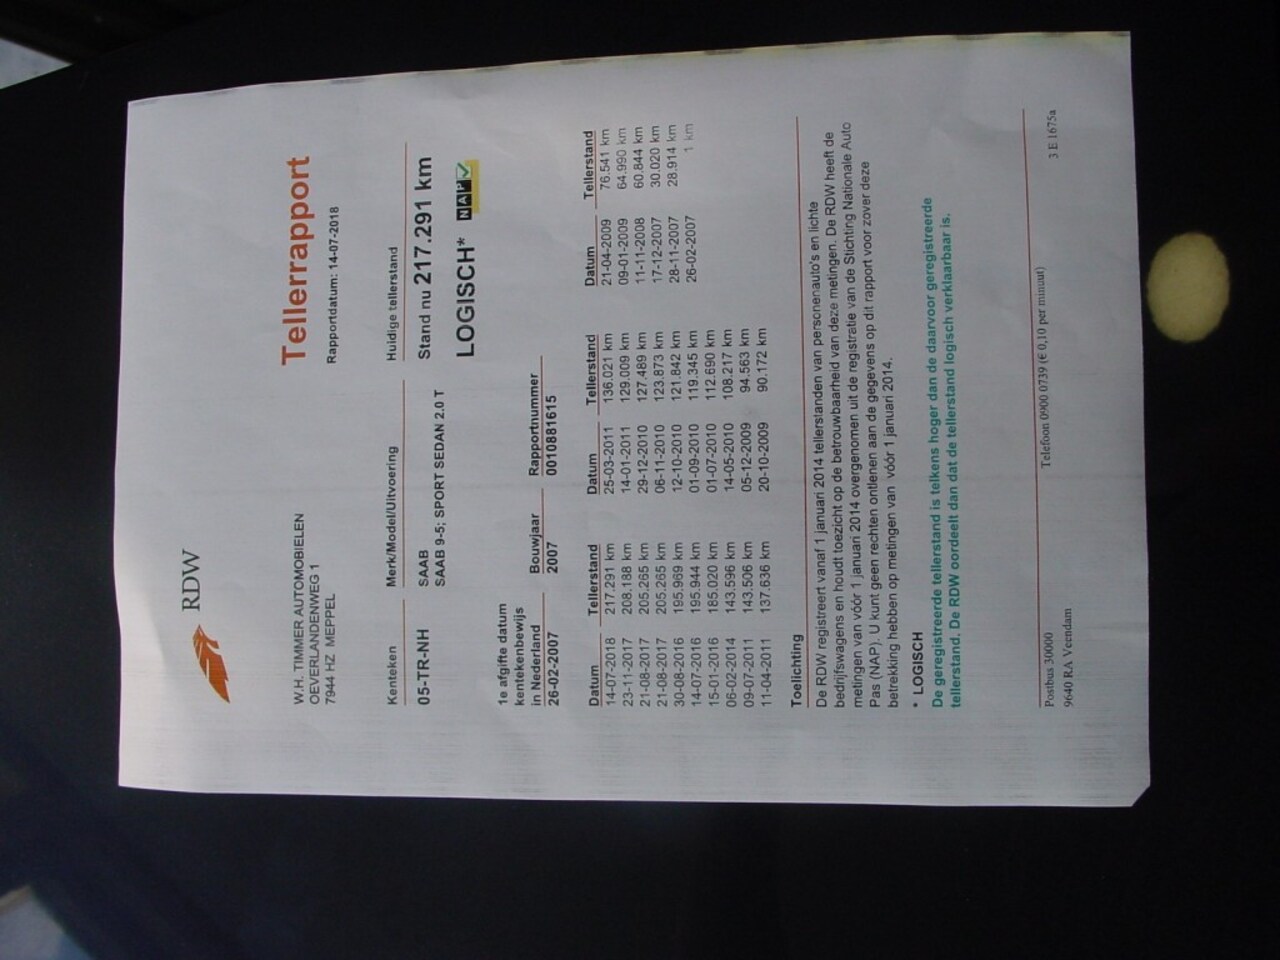 RDW
W.H. TIMMER AUTOMOBIELEN
OEVERLANDENWEG 1
7944 HZ MEPPEL
Tellerrapport
Rapportdatum: 14-07-2018
Kenteken Merk/Model/Uitvoering Huidige tellerstand
05-TR-NH SAAB Stand nu 217.291 km
SAAB 9-5; SPORT SEDAN 2.0 T
LOGISCH* NAP
1e afgifte datum
kentekenbewijs
in Nederland Bouwjaar Rapportnummer
26-02-2007 2007 0010881615
Datum Tellerstand Datum Tellerstand Datum Tellerstand
14-07-2018 217.291 km 25-03-2011 136.021 km 21-04-2009 76.541 km
23-11-2017 208.188 km 14-01-2011 129.009 km 09-01-2009 64.990 km
21-08-2017 205.265 km 29-12-2010 127.489 km 11-11-2008 60.844 km
21-08-2017 205.265 km 06-11-2010 123.873 km 17-12-2007 30.020 km
30-08-2016 195.969 km 12-10-2010 121.842 km 28-11-2007 28.914 km
14-07-2016 195.944 km 01-09-2010 119.345 km 26-02-2007 1 km
15-01-2016 185.020 km 01-07-2010 112.690 km
06-02-2014 143.596 km 14-05-2010 108.217 km
09-07-2011 143.506 km 05-12-2009 94.563 km
11-04-2011 137.636 km 20-10-2009 90.172 km
Toelichting
De RDW registreert vanaf 1 januari 2014 tellerstanden van personenauto's en lichte
bedrijfswagens en houdt toezicht op de betrouwbaarheid van deze metingen. De RDW heeft de
metingen van vóór 1 januari 2014 overgenomen uit de registratie van de Stichting Nationale Auto
Pas (NAP). U kunt geen rechten ontlenen aan de gegevens op dit rapport voor zover deze
betrekking hebben op metingen van vóór 1 januari 2014.
* LOGISCH
De geregistreerde tellerstand is telkens hoger dan de daarvoor geregistreerde
tellerstand. De RDW oordeelt dan dat de tellerstand logisch verklaarbaar is.
Postbus 30000 Telefoon 0900 0739 (€ 0,10 per minuut) 3 E 1675a
9640 RA Veendam